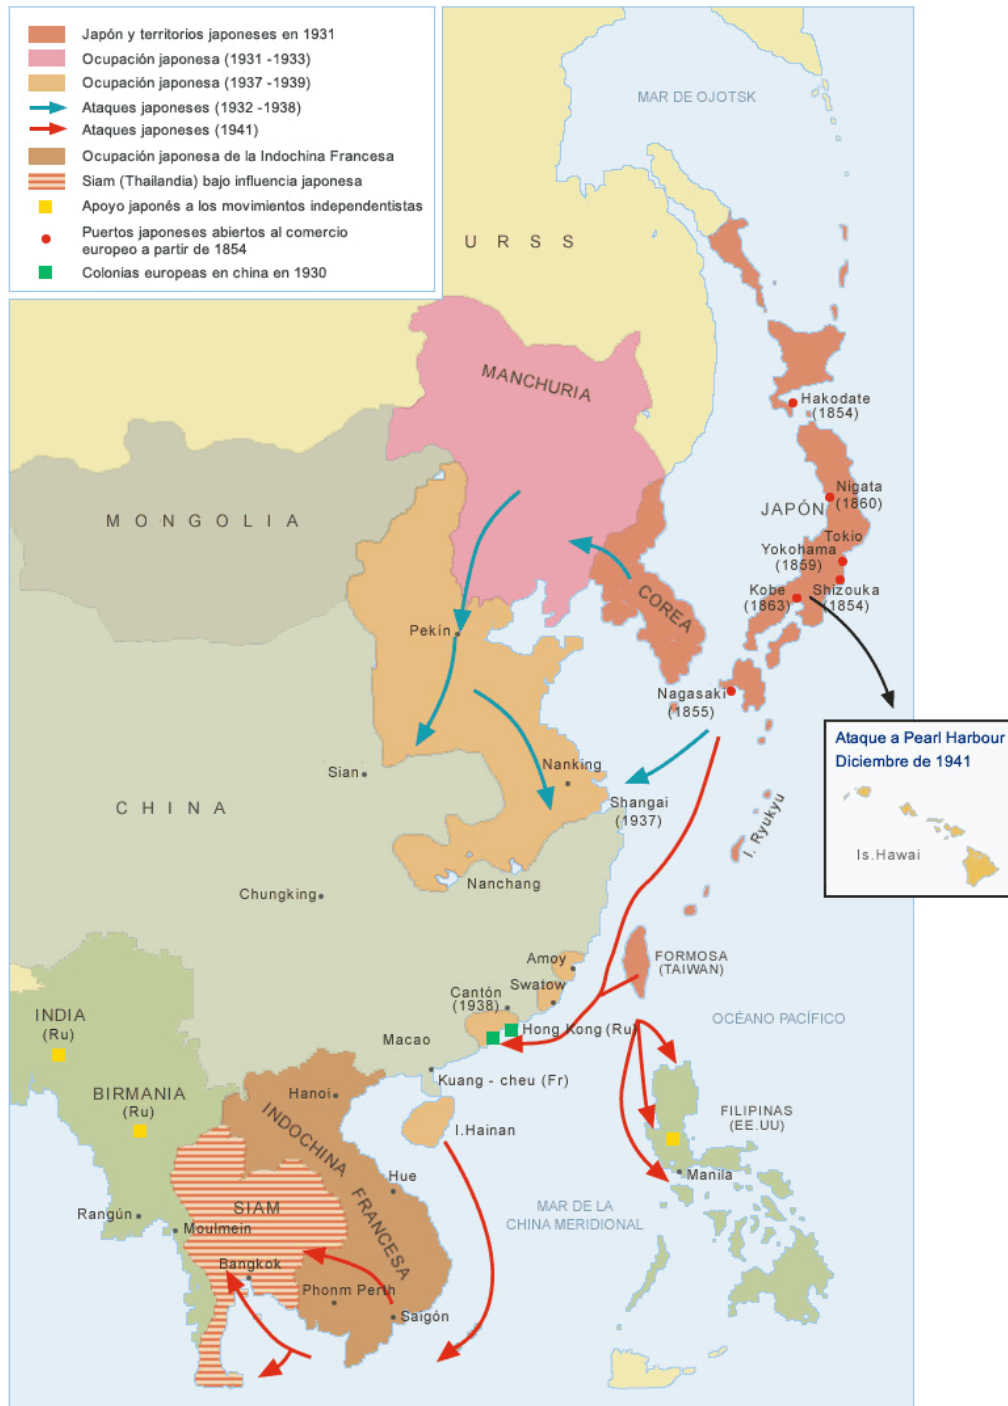 Japón y territorios japoneses en 1931
Ocupación japonesa (1931 -1933)
Ocupación japonesa (1937 -1939)
Ataques japoneses (1932 -1938)
Ataques japoneses (1941)
Ocupación japonesa de la Indochina Francesa
Siam (Thailandia) bajo influencia japonesa
Apoyo japonés a los movimientos independentistas
Puertos japoneses abiertos al comercio
europeo a partir de 1854
Colonias europeas en china en 1930
MAR DE OJOTSK
URSS
MANCHURIA
Hakodate
(1854)
MONGOLIA
Nigata
(1860)
JAPÓN
Tokio
Yokohama
(1859)
Kobe
(1863)
Shizouka
(1854)
COREA
Pekín
Nagasaki
(1855)
Ataque a Pearl Harbour
Diciembre de 1941
Is.Hawai
Sian
Nanking
Shangai
(1937)
CHINA
I. Ryukyu
Nanchang
Chungking
Amoy
FORMOSA
(TAIWAN)
Swatow
Cantón
(1938)
INDIA
(Ru)
Hong Kong (Ru)
OCÉANO PACÍFICO
Macao
Kuang - cheu (Fr)
BIRMANIA
(Ru)
Hanoi
INDOCHINA
FRANCESA
I.Hainan
FILIPINAS
(EE.UU)
Manila
Hue
SIAM
Rangún
Moulmein
MAR DE LA
CHINA MERIDIONAL
Bangkok
Phonm Perth
Saigón